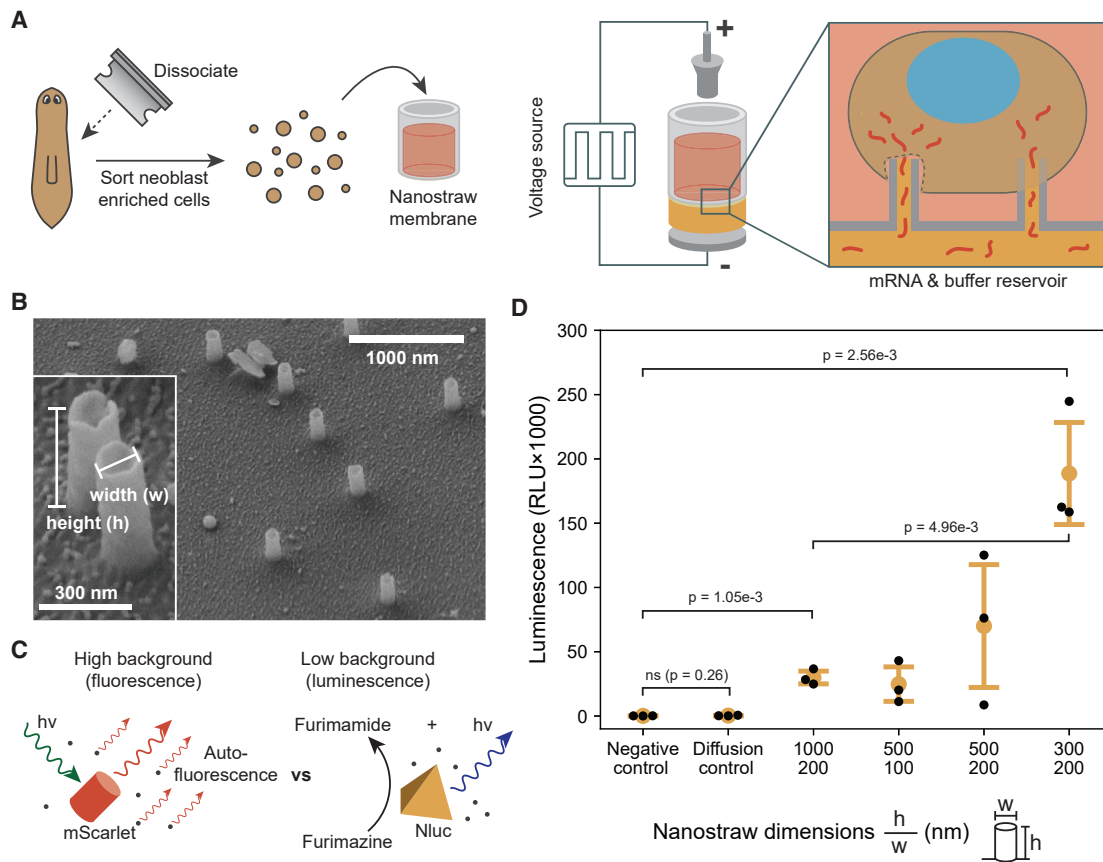 A
Dissociate
Sort neoblast
enriched cells
Nanostraw
membrane
Voltage source
+
-
mRNA & buffer reservoir
B
1000 nm
width (w)
height (h)
300 nm
C
High background
(fluorescence)
hν
Auto-
fluorescence
mScarlet
vs
Low background
(luminescence)
Furimamide
+
hν
Furimazine
Nluc
D
Luminescence (RLU×1000)
300
250
200
150
100
50
0
p = 2.56e-3
p = 4.96e-3
p = 1.05e-3
ns (p = 0.26)
Negative
control
Diffusion
control
1000
200
500
100
500
200
300
200
Nanostraw dimensions h/w (nm)
w
h